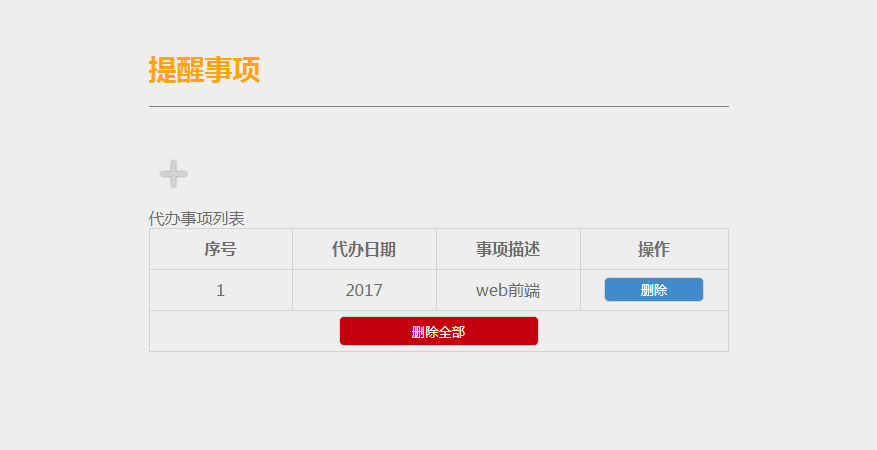 提醒事项
代办事项列表
序号 代办日期 事项描述 操作
1 2017 web前端 删除
删除全部